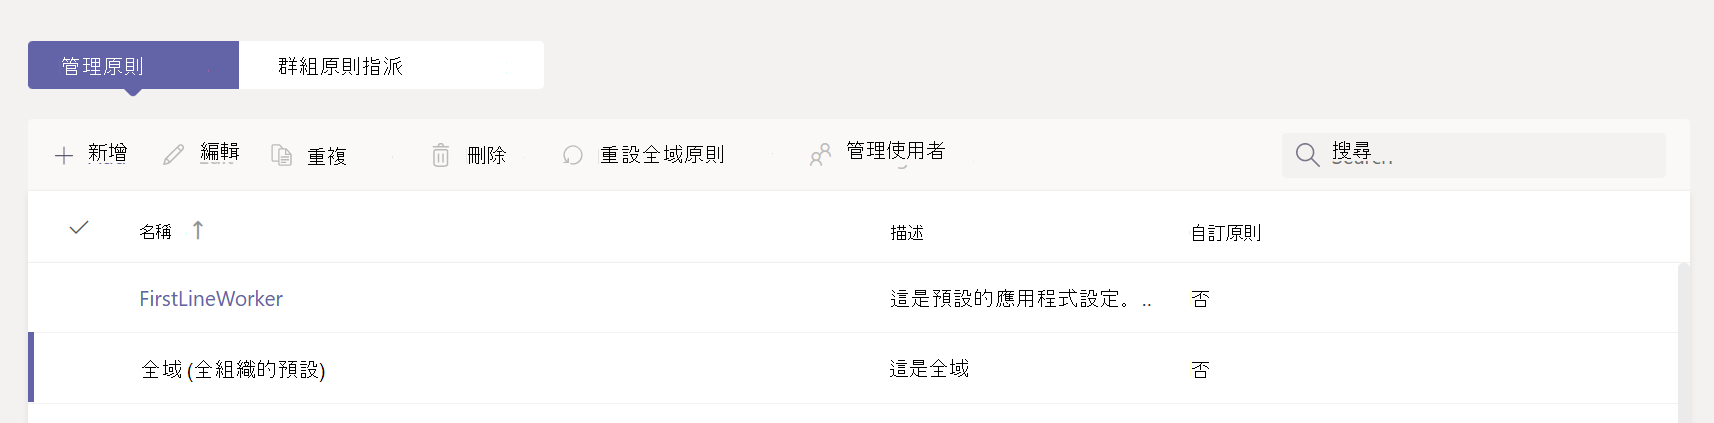 管理原則 群組原則指派
新增 編輯 重複 刪除 重設全域原則 管理使用者 搜尋
名稱 ↑ 描述 自訂原則
FirstLineWorker 這是預設的應用程式設定。.. 否
全域 (全組織的預設) 這是全域 否